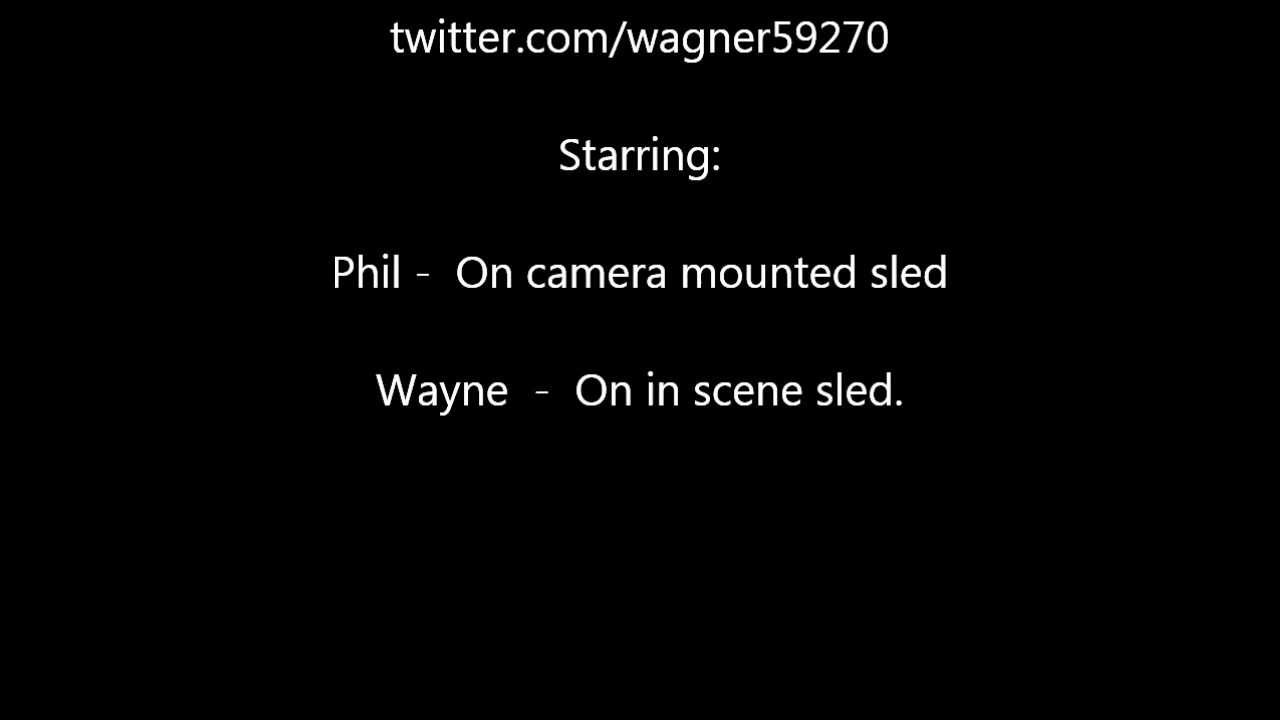 twitter.com/wagner59270
Starring:
Phil -  On camera mounted sled
Wayne  -  On in scene sled.